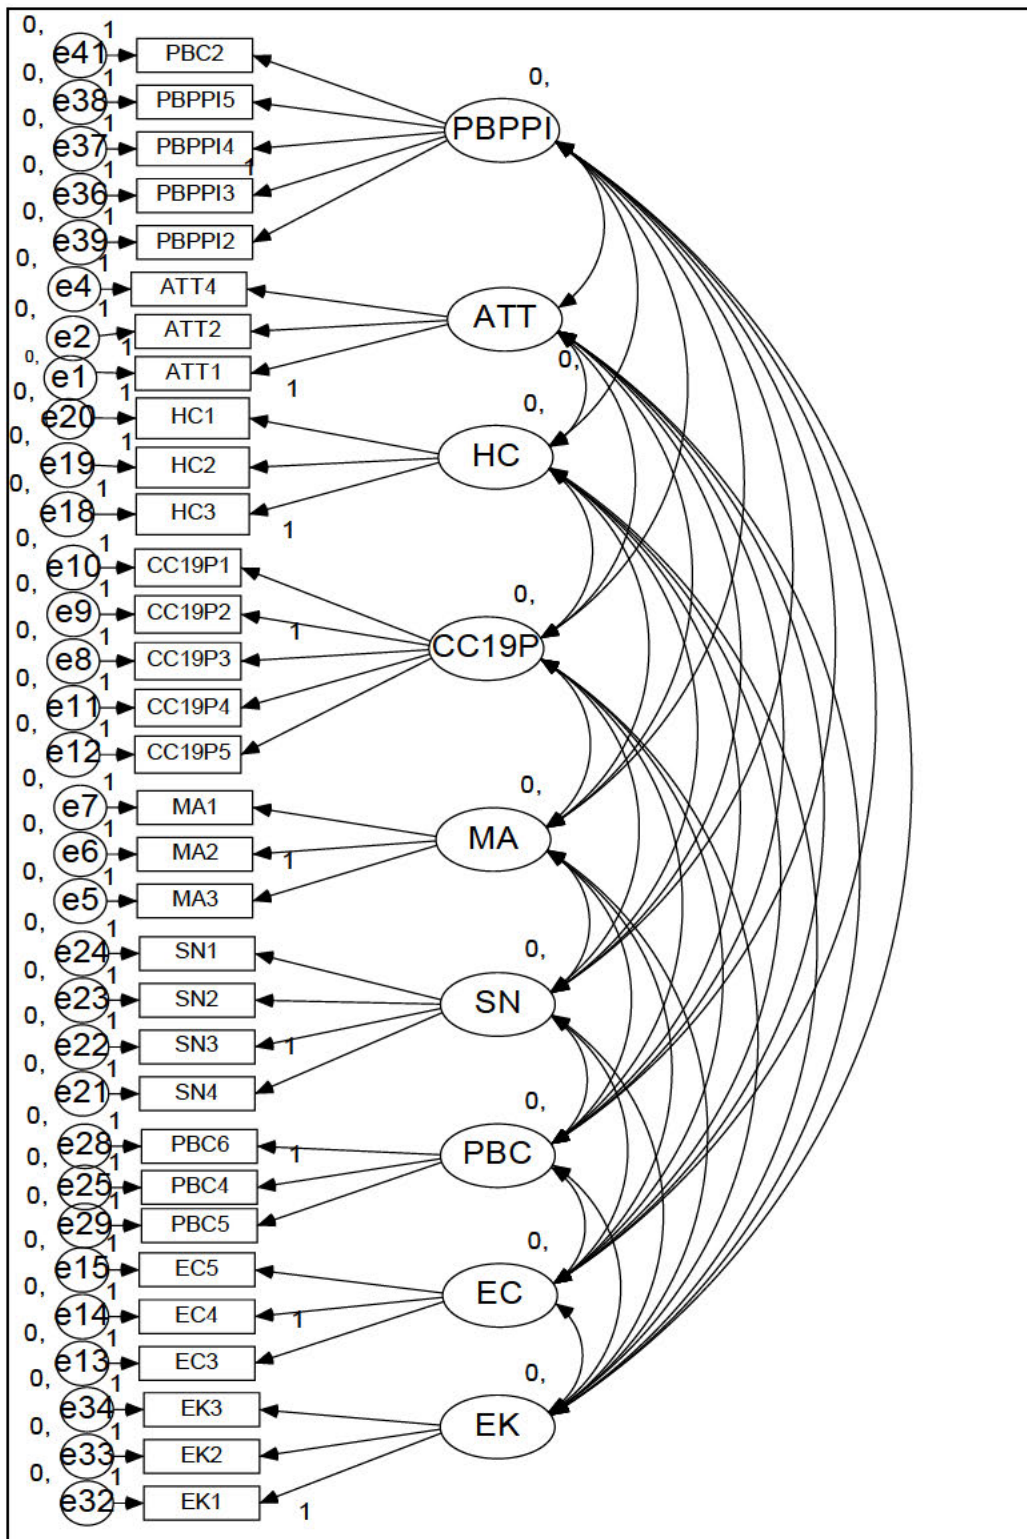 0, 1
e41 PBC2
0, 1 0,
e38 PBPPI5
0, 1 PBPPI
e37 PBPPI4
0, 1 1
e36 PBPPI3
0, 1
e39 PBPPI2
0, 1
e4 ATT4
0, 1 ATT
e2 ATT2
0, 1 0,
e1 ATT1
0, 1 1 0,
e20 HC1
0, 1 HC
e19 HC2
0, 1
e18 HC3
0, 1 1
e10 CC19P1
0, 1 0,
e9 CC19P2
0, 1 1 CC19P
e8 CC19P3
0, 1
e11 CC19P4
0, 1
e12 CC19P5
0, 1 0,
e7 MA1
0, 1 MA
e6 MA2
0, 1 1
e5 MA3
0, 1
e24 SN1 0,
0, 1
e23 SN2 SN
0, 1
e22 SN3 1
0, 1
e21 SN4
0, 1 0,
e28 PBC6 1 PBC
0, 1
e25 PBC4
0, 1
e29 PBC5
0, 1 0,
e15 EC5
0, 1 EC
e14 EC4 1
0, 1
e13 EC3
0, 1 0,
e34 EK3
0, 1 EK
e33 EK2
0, 1
e32 EK1 1